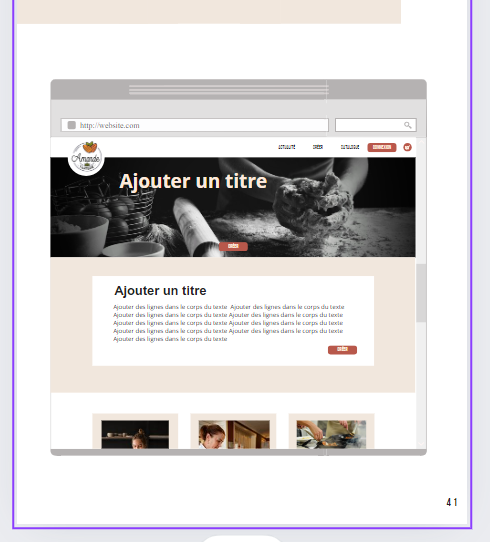 http://website.com
Amande
ACTUALITÉ CRÉER CATALOGUE CONNEXION
Ajouter un titre
CRÉER
Ajouter un titre
Ajouter des lignes dans le corps du texte Ajouter des lignes dans le corps du texte
Ajouter des lignes dans le corps du texte Ajouter des lignes dans le corps du texte
Ajouter des lignes dans le corps du texte Ajouter des lignes dans le corps du texte
Ajouter des lignes dans le corps du texte Ajouter des lignes dans le corps du texte
Ajouter des lignes dans le corps du texte
CRÉER
41